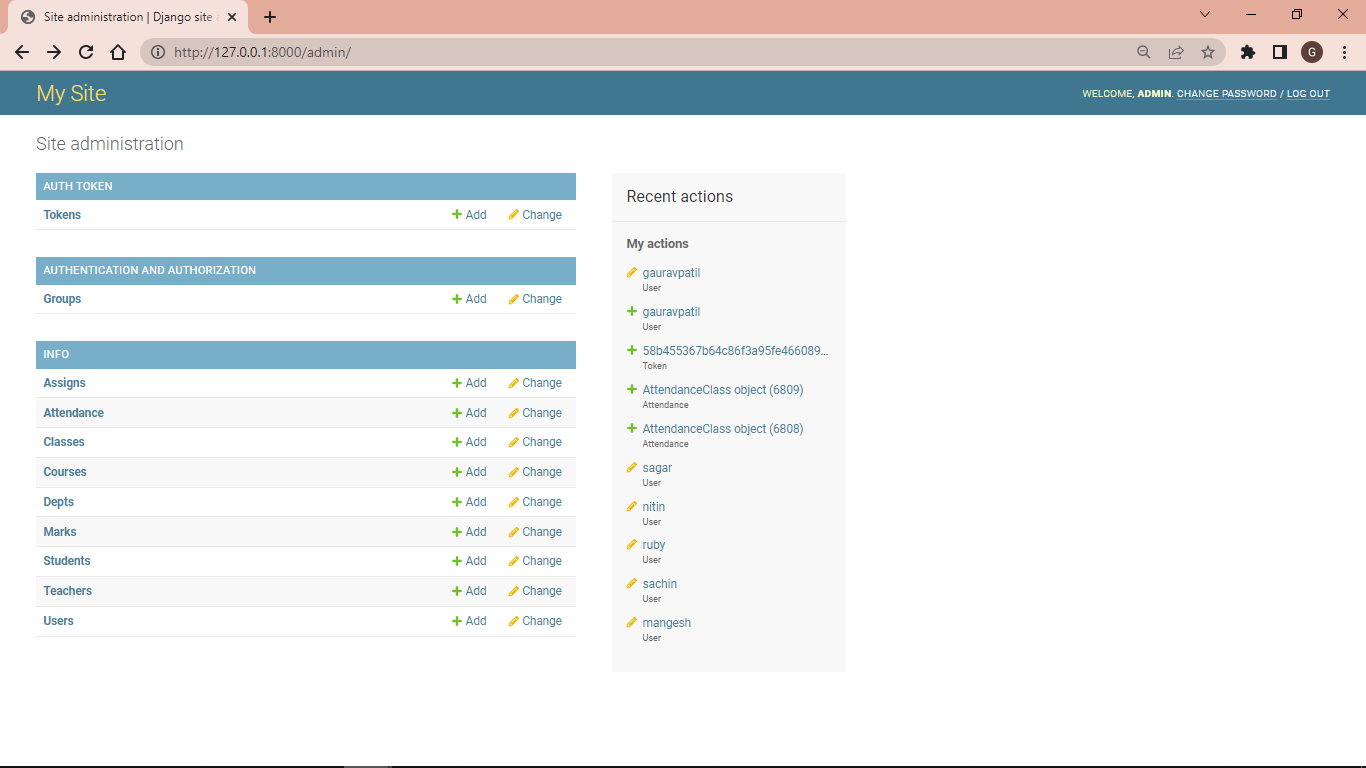 Site administration | Django site
http://127.0.0.1:8000/admin/
G
My Site
WELCOME, ADMIN. CHANGE PASSWORD / LOG OUT
Site administration
AUTH TOKEN
Tokens Add Change
AUTHENTICATION AND AUTHORIZATION
Groups Add Change
INFO
Assigns Add Change
Attendance Add Change
Classes Add Change
Courses Add Change
Depts Add Change
Marks Add Change
Students Add Change
Teachers Add Change
Users Add Change
Recent actions
My actions
gauravpatil
User
gauravpatil
User
58b455367b64c86f3a95fe466089...
Token
AttendanceClass object (6809)
Attendance
AttendanceClass object (6808)
Attendance
sagar
User
nitin
User
ruby
User
sachin
User
mangesh
User